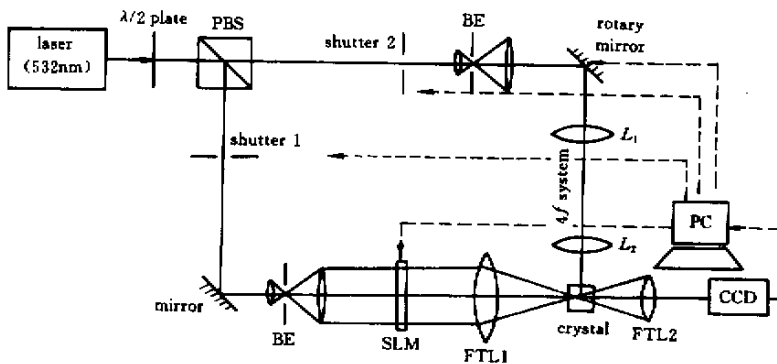 λ/2 plate
PBS
BE
rotary
mirror
laser
(532nm)
shutter 2
L₁
shutter 1
4f system
PC
L₂
mirror
CCD
crystal
BE
SLM
FTL1
FTL2